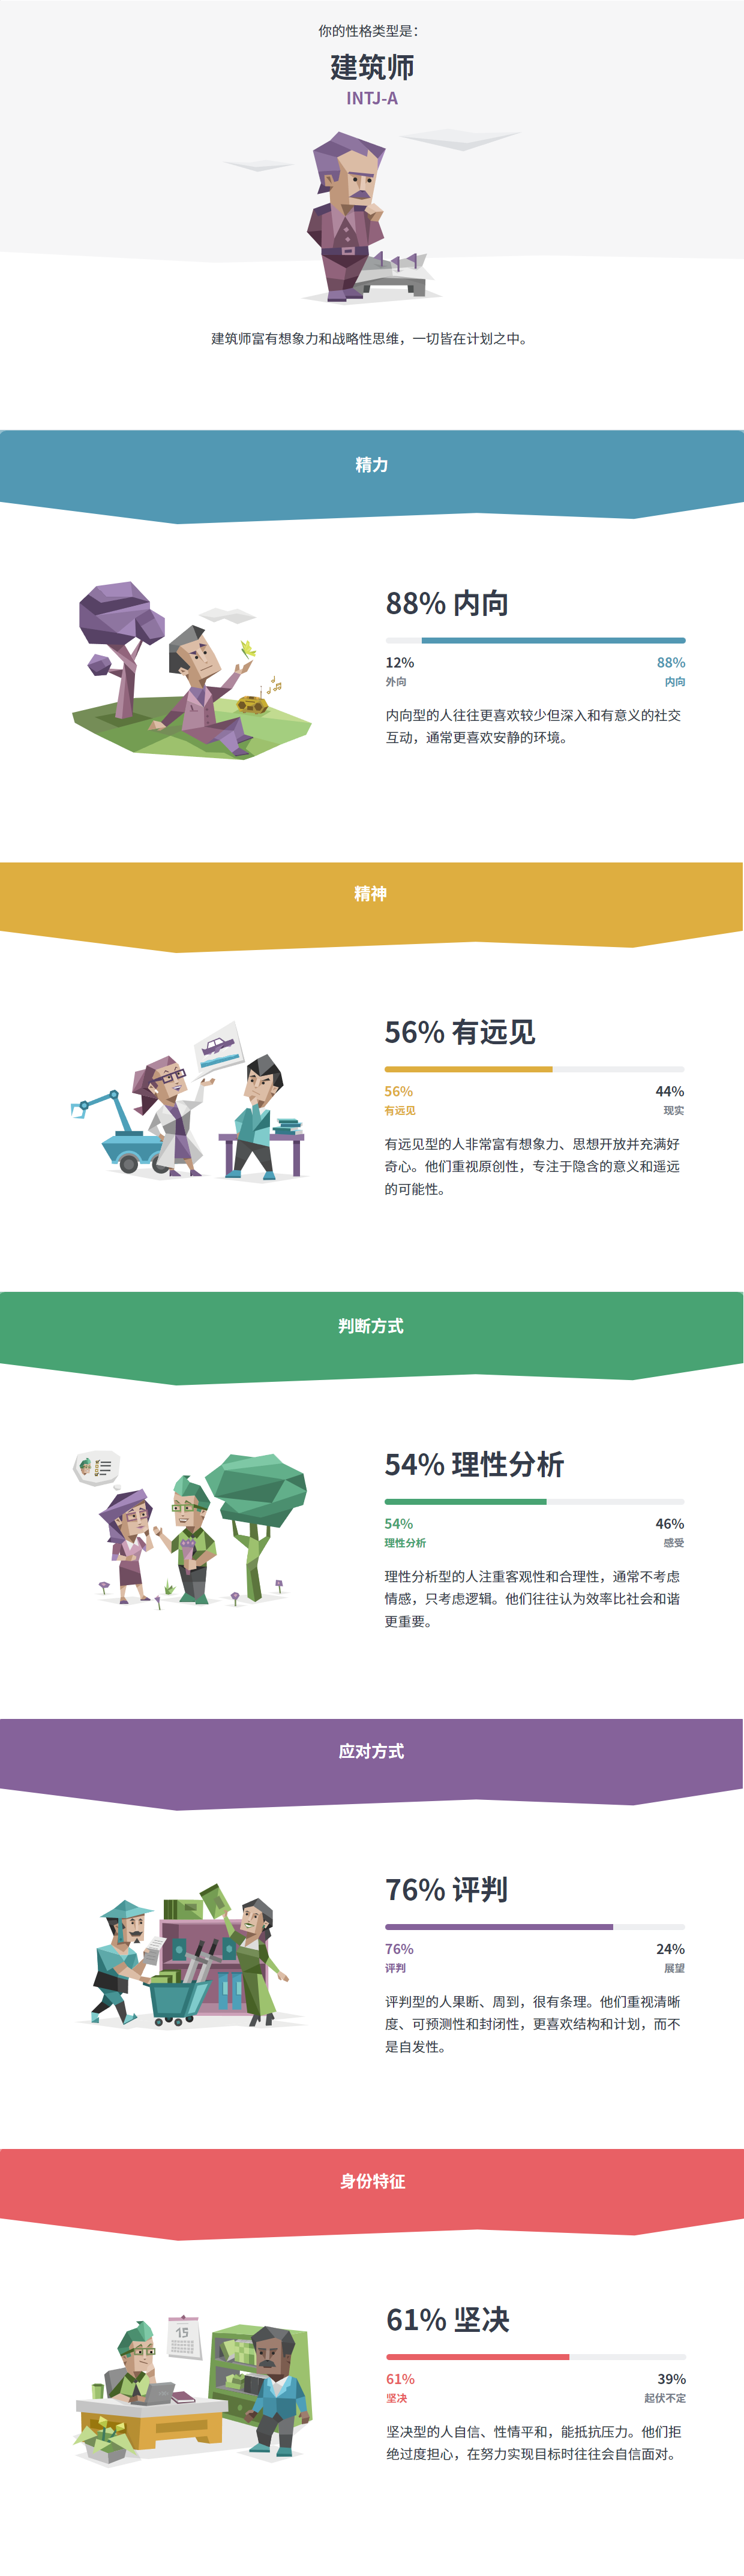 你的性格类型是：
建筑师
INTJ-A
建筑师富有想象力和战略性思维，一切皆在计划之中。
精力
88% 内向
12%
88%
外向
内向
内向型的人往往更喜欢较少但深入和有意义的社交
互动，通常更喜欢安静的环境。
精神
56% 有远见
56%
44%
有远见
现实
有远见型的人非常富有想象力、思想开放并充满好
奇心。他们重视原创性，专注于隐含的意义和遥远
的可能性。
判断方式
54% 理性分析
54%
46%
理性分析
感受
理性分析型的人注重客观性和合理性，通常不考虑
情感，只考虑逻辑。他们往往认为效率比社会和谐
更重要。
应对方式
76% 评判
76%
24%
评判
展望
评判型的人果断、周到，很有条理。他们重视清晰
度、可预测性和封闭性，更喜欢结构和计划，而不
是自发性。
身份特征
15
61% 坚决
61%
39%
坚决
起伏不定
坚决型的人自信、性情平和，能抵抗压力。他们拒
绝过度担心，在努力实现目标时往往会自信面对。